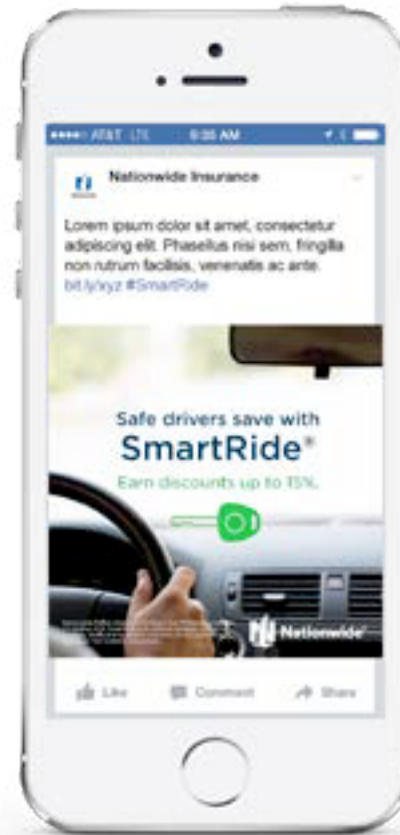 AT&T LTE 6:35 AM
Nationwide Insurance
Lorem ipsum dolor sit amet, consectetur
adipiscing elit. Phasellus nisi sem, fringilla
non rutrum facilisis, venenatis ac ante.
bit.ly/xyz #SmartRide
Safe drivers save with
SmartRide®
Earn discounts up to 15%.
Nationwide®
Like Comment Share